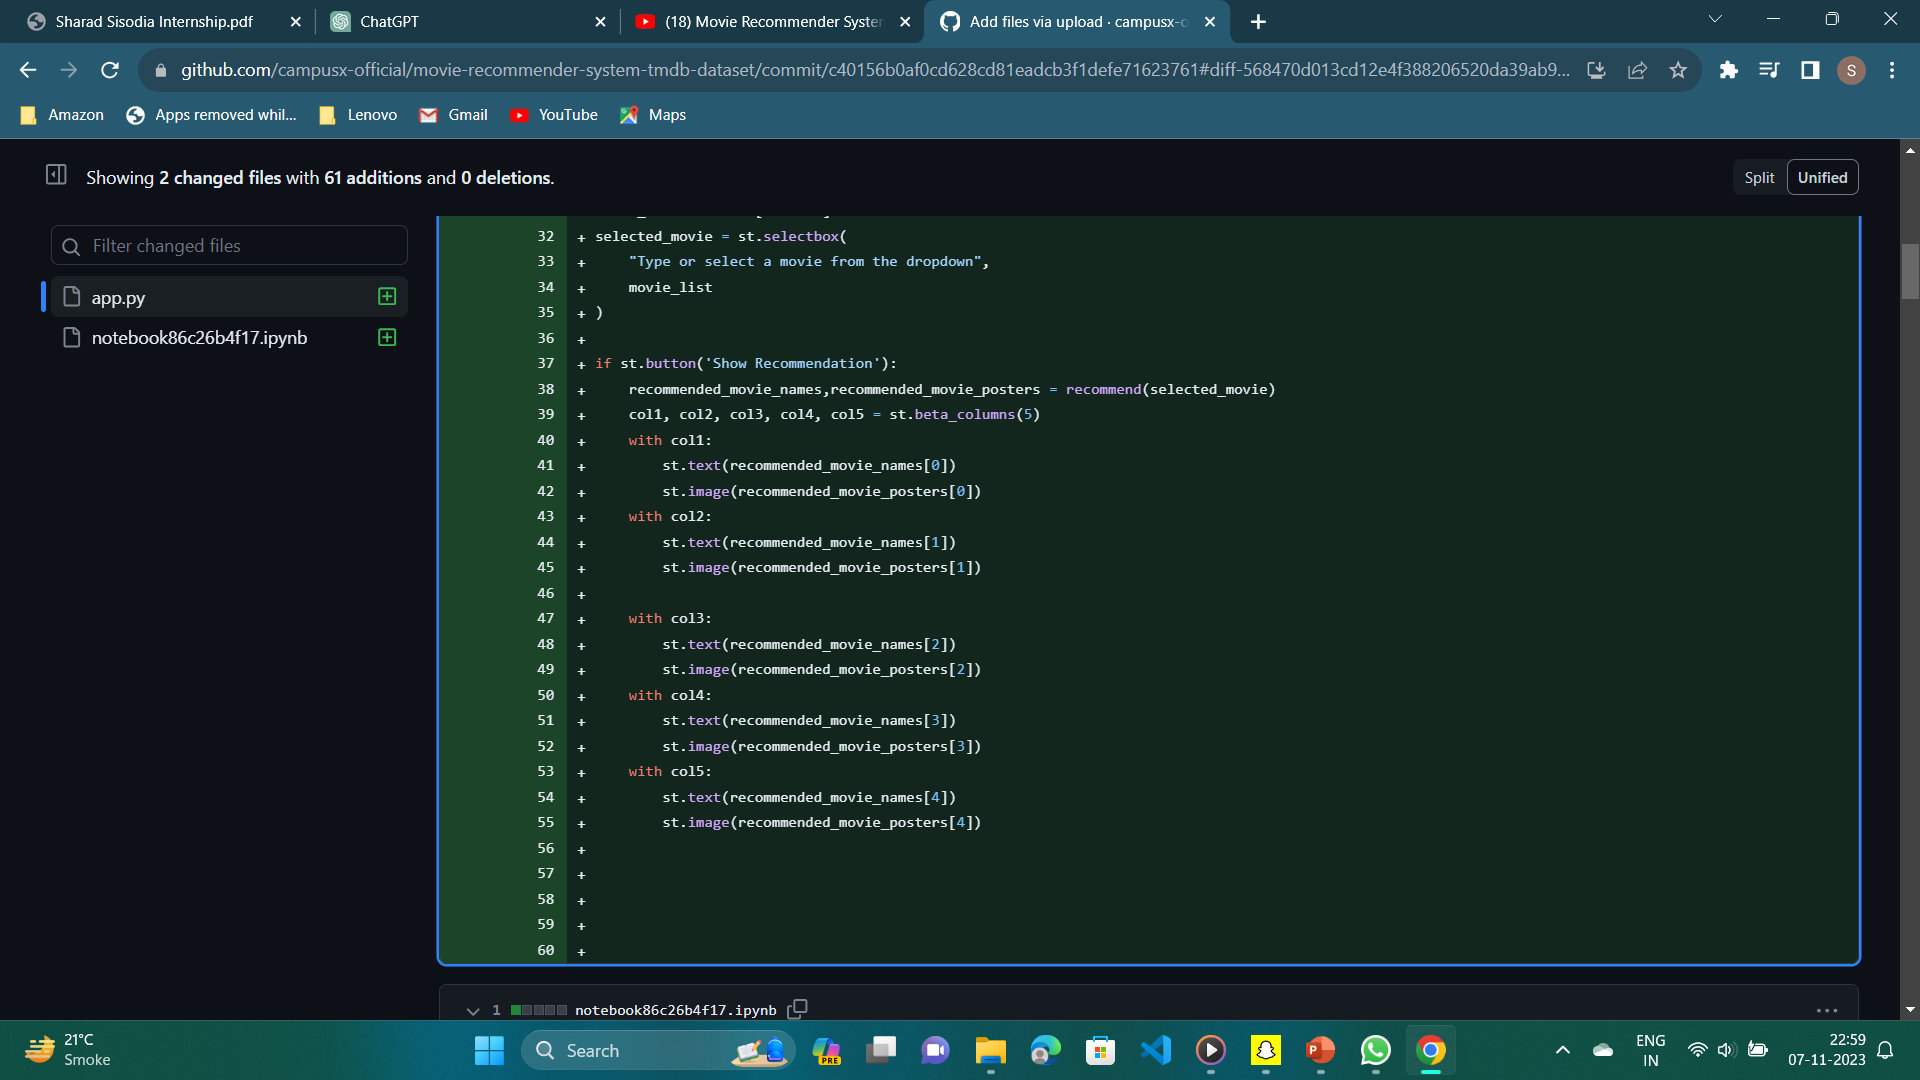 Sharad Sisodia Internship.pdf
ChatGPT
(18) Movie Recommender Syster
Add files via upload · campusx-o
github.com/campusx-official/movie-recommender-system-tmdb-dataset/commit/c40156b0af0cd628cd81eadcb3f1defe71623761#diff-568470d013cd12e4f388206520da39ab9...
S
Amazon
Apps removed whil...
Lenovo
Gmail
YouTube
Maps
Showing 2 changed files with 61 additions and 0 deletions.
Split
Unified
Filter changed files
app.py
notebook86c26b4f17.ipynb
32 + selected_movie = st.selectbox(
33 +     "Type or select a movie from the dropdown",
34 +     movie_list
35 + )
36 +
37 + if st.button('Show Recommendation'):
38 +     recommended_movie_names,recommended_movie_posters = recommend(selected_movie)
39 +     col1, col2, col3, col4, col5 = st.beta_columns(5)
40 +     with col1:
41 +         st.text(recommended_movie_names[0])
42 +         st.image(recommended_movie_posters[0])
43 +     with col2:
44 +         st.text(recommended_movie_names[1])
45 +         st.image(recommended_movie_posters[1])
46 +
47 +     with col3:
48 +         st.text(recommended_movie_names[2])
49 +         st.image(recommended_movie_posters[2])
50 +     with col4:
51 +         st.text(recommended_movie_names[3])
52 +         st.image(recommended_movie_posters[3])
53 +     with col5:
54 +         st.text(recommended_movie_names[4])
55 +         st.image(recommended_movie_posters[4])
56 +
57 +
58 +
59 +
60 +
1 notebook86c26b4f17.ipynb
21°C
Smoke
Search
PRE
ENG
IN
22:59
07-11-2023